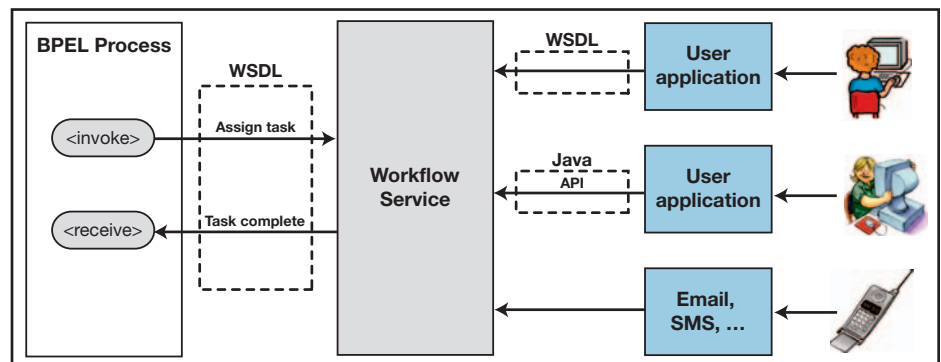 BPEL Process
WSDL
<invoke>
Assign task
<receive>
Task complete
Workflow
Service
WSDL
User
application
Java
API
User
application
Email,
SMS, ...